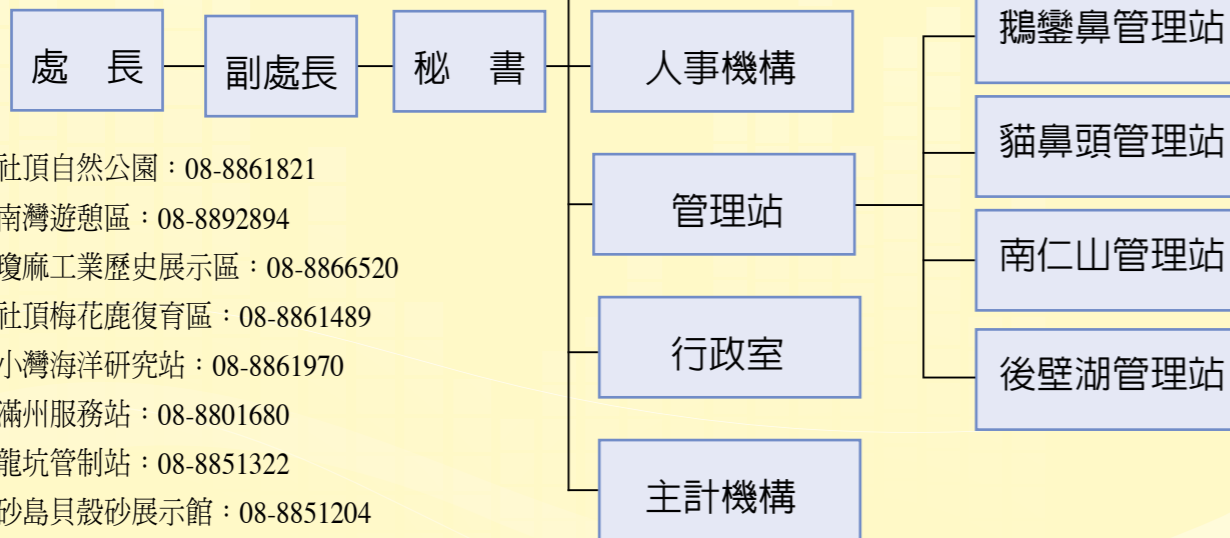 處 長
副處長
秘 書
人事機構
管理站
行政室
主計機構
鵝鑾鼻管理站
貓鼻頭管理站
南仁山管理站
後壁湖管理站
社頂自然公園：08-8861821
南灣遊憩區：08-8892894
瓊麻工業歷史展示區：08-8866520
社頂梅花鹿復育區：08-8861489
小灣海洋研究站：08-8861970
滿州服務站：08-8801680
龍坑管制站：08-8851322
砂島貝殼砂展示館：08-8851204